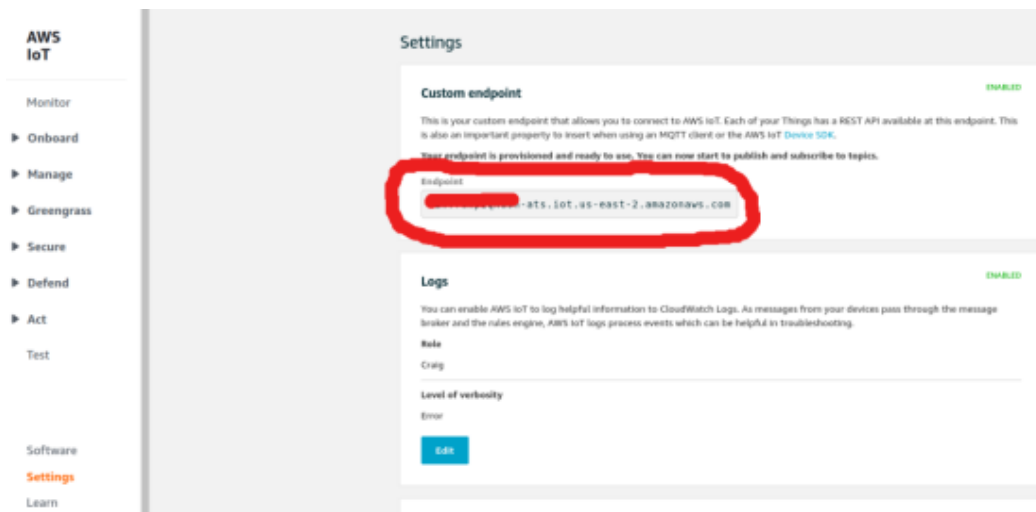 AWS
IoT
Monitor
Onboard
Manage
Greengrass
Secure
Defend
Act
Test
Software
Settings
Learn
Settings
Custom endpoint
ENABLED
This is your custom endpoint that allows you to connect to AWS IoT. Each of your Things has a REST API available at this endpoint. This
is also an important property to insert when using an MQTT client or the AWS IoT Device SDK.
Your endpoint is provisioned and ready to use. You can now start to publish and subscribe to topics.
Endpoint
-ats.iot.us-east-2.amazonaws.com
Logs
ENABLED
You can enable AWS IoT to log helpful information to CloudWatch Logs. As messages from your devices pass through the message
broker and the rules engine, AWS IoT logs process events which can be helpful in troubleshooting.
Role
Craig
Level of verbosity
Error
Edit